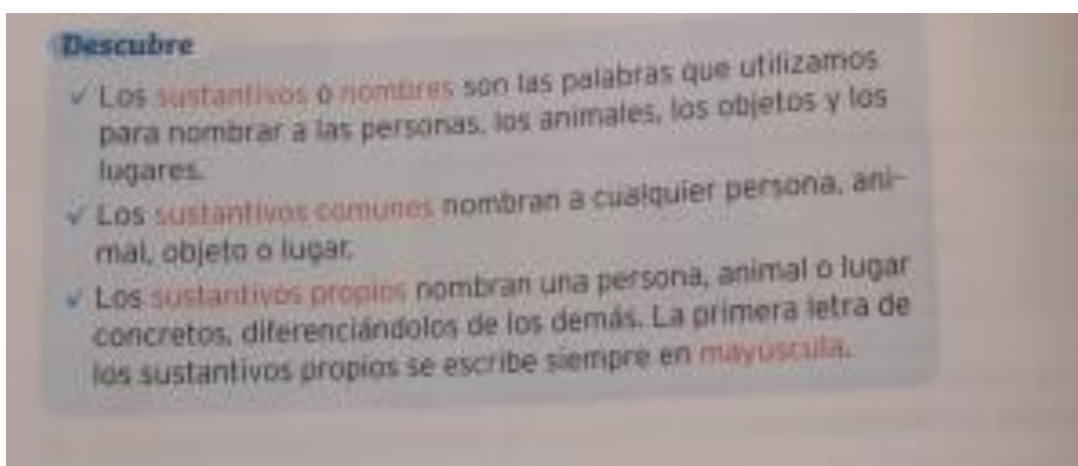 Descubre
✓ Los sustantivos o nombres son las palabras que utilizamos
para nombrar a las personas, los animales, los objetos y los
lugares.
✓ Los sustantivos comunes nombran a cualquier persona, ani-
mal, objeto o lugar.
✓ Los sustantivos propios nombran una persona, animal o lugar
concretos, diferenciándolos de los demás. La primera letra de
los sustantivos propios se escribe siempre en mayúscula.